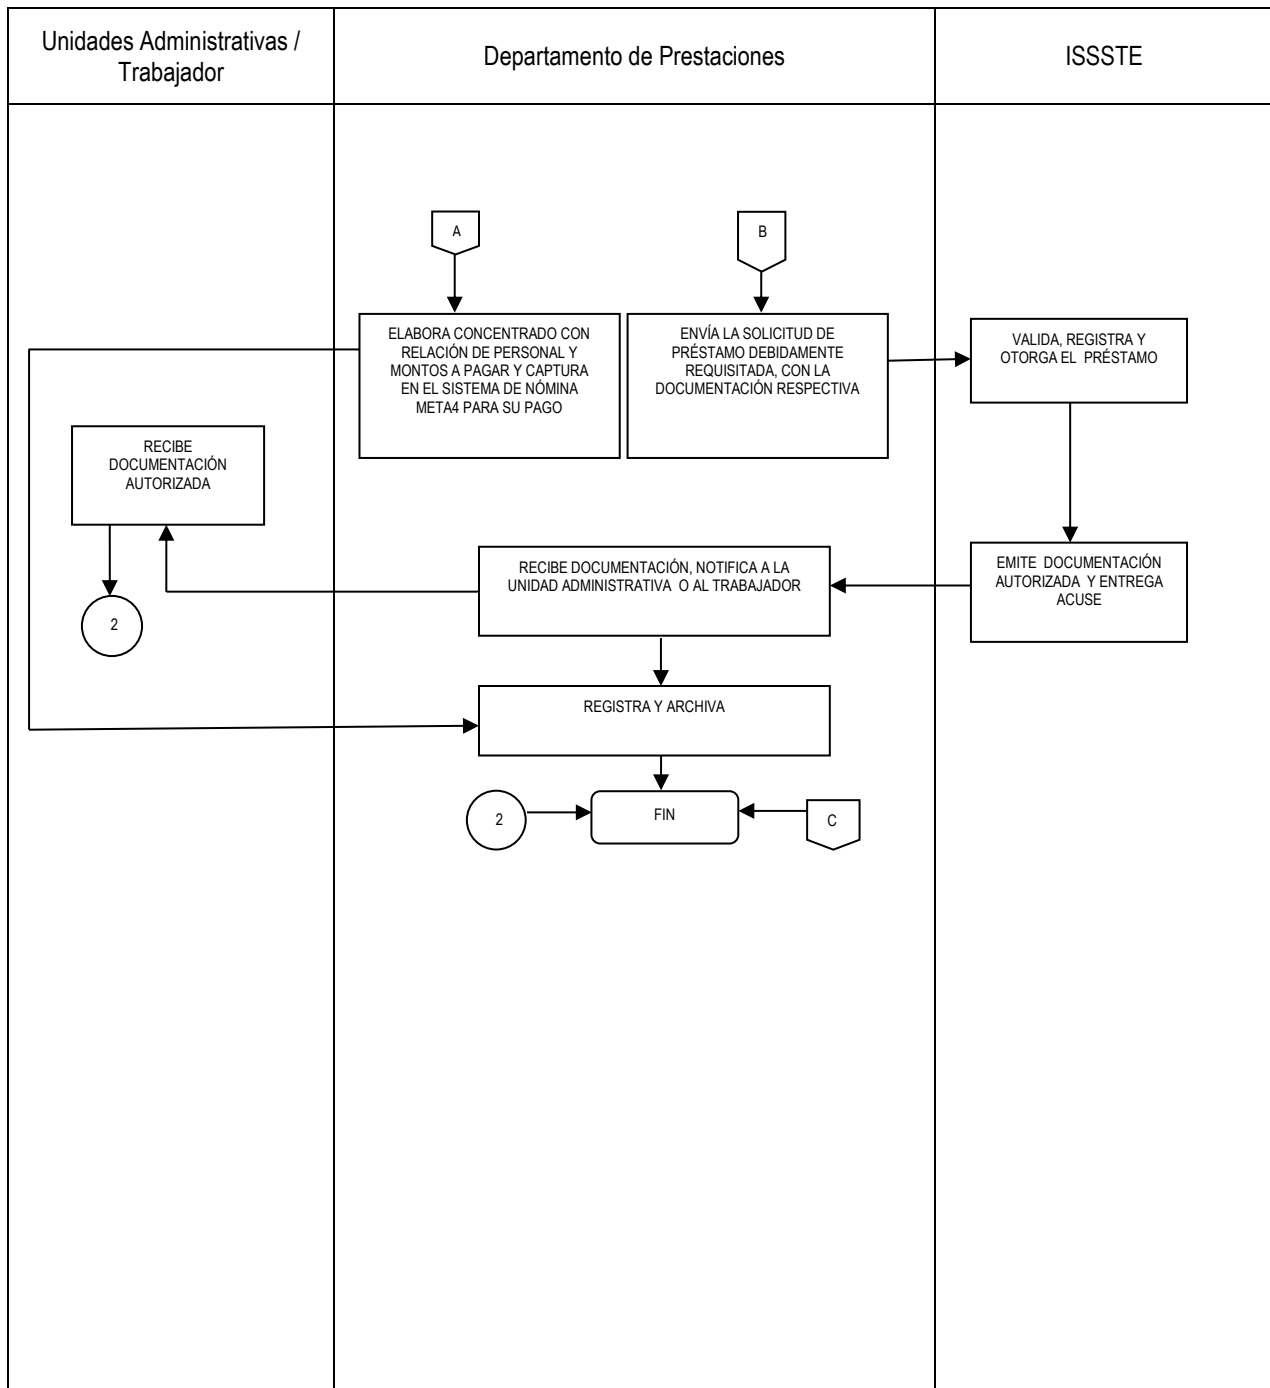 Unidades Administrativas /
Trabajador
Departamento de Prestaciones
ISSSTE
A
B
ELABORA CONCENTRADO CON
RELACIÓN DE PERSONAL Y
MONTOS A PAGAR Y CAPTURA
EN EL SISTEMA DE NÓMINA
META4 PARA SU PAGO
ENVÍA LA SOLICITUD DE
PRÉSTAMO DEBIDAMENTE
REQUISITADA, CON LA
DOCUMENTACIÓN RESPECTIVA
VALIDA, REGISTRA Y
OTORGA EL PRÉSTAMO
RECIBE
DOCUMENTACIÓN
AUTORIZADA
RECIBE DOCUMENTACIÓN, NOTIFICA A LA
UNIDAD ADMINISTRATIVA O AL TRABAJADOR
EMITE DOCUMENTACIÓN
AUTORIZADA Y ENTREGA
ACUSE
2
REGISTRA Y ARCHIVA
2
FIN
C